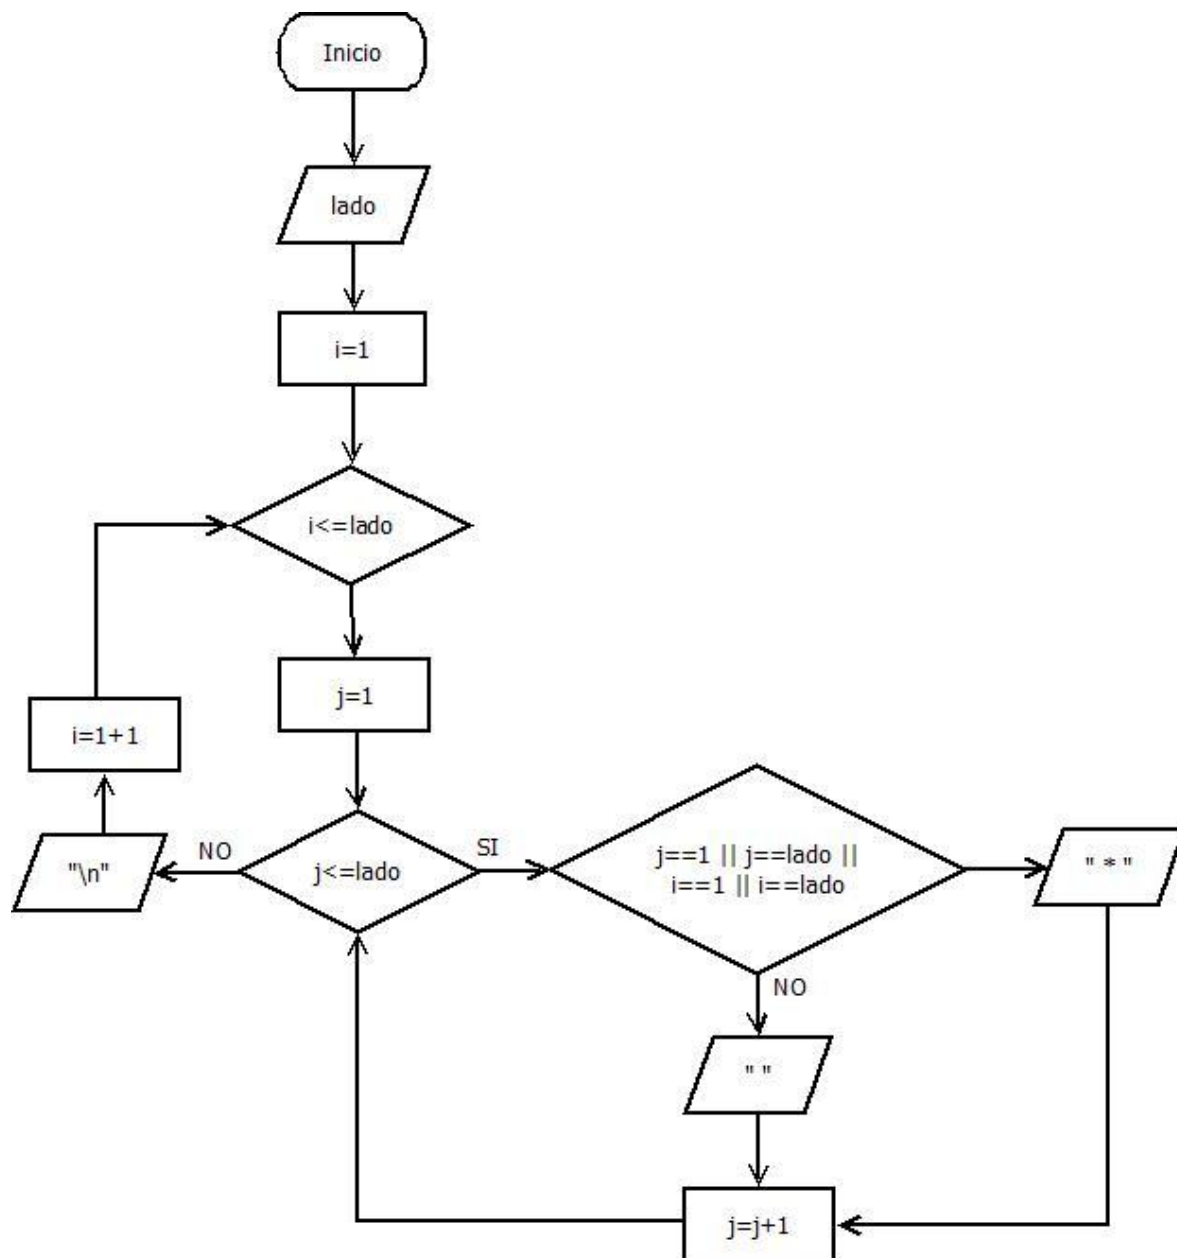 Inicio
lado
i=1
i<=lado
j=1
i=1+1
"\n"
NO
j<=lado
SI
j==1 || j==lado ||
i==1 || i==lado
" * "
NO
" "
j=j+1